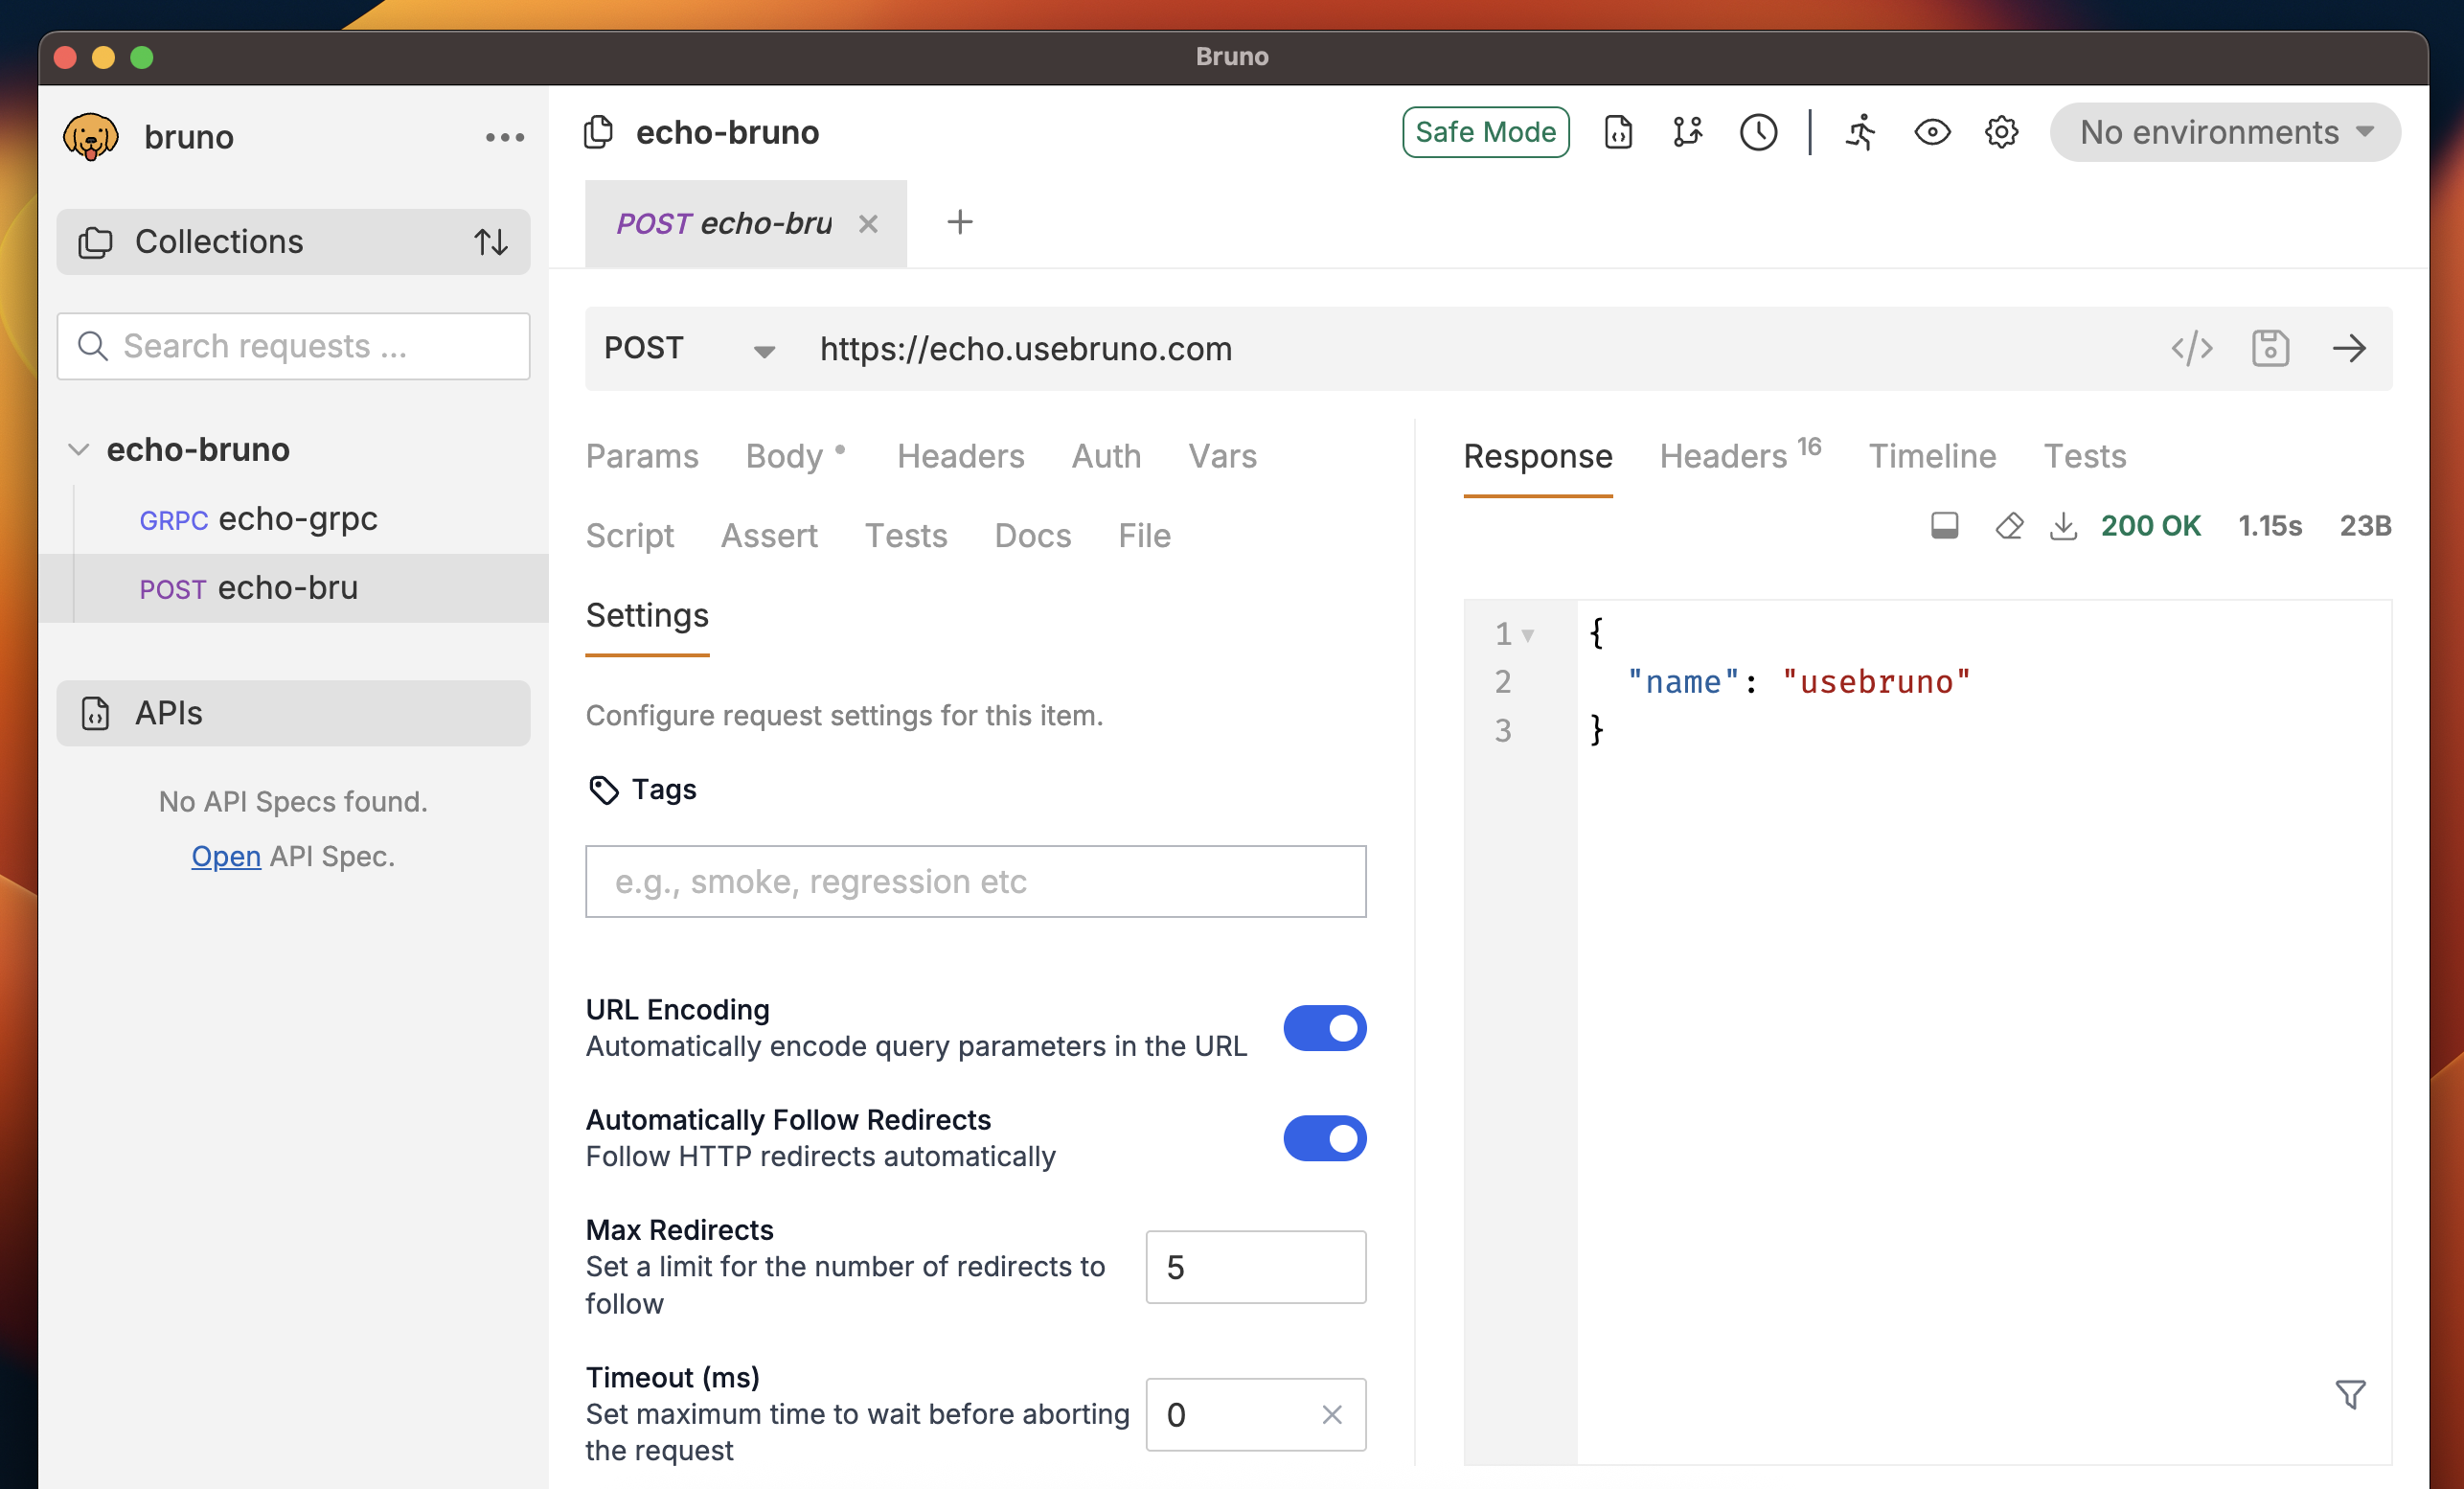 Bruno
bruno
Collections
Search requests ...
echo-bruno
GRPC echo-grpc
POST echo-bru
APIs
No API Specs found.
Open API Spec.
echo-bruno
Safe Mode
No environments
POST echo-bru
POST
https://echo.usebruno.com
Params Body Headers Auth Vars
Script Assert Tests Docs File
Settings
Configure request settings for this item.
Tags
e.g., smoke, regression etc
URL Encoding
Automatically encode query parameters in the URL
Automatically Follow Redirects
Follow HTTP redirects automatically
Max Redirects
Set a limit for the number of redirects to
follow
5
Timeout (ms)
Set maximum time to wait before aborting
the request
0
Response Headers 16 Timeline Tests
200 OK 1.15s 23B
1 {
2 "name": "usebruno"
3 }